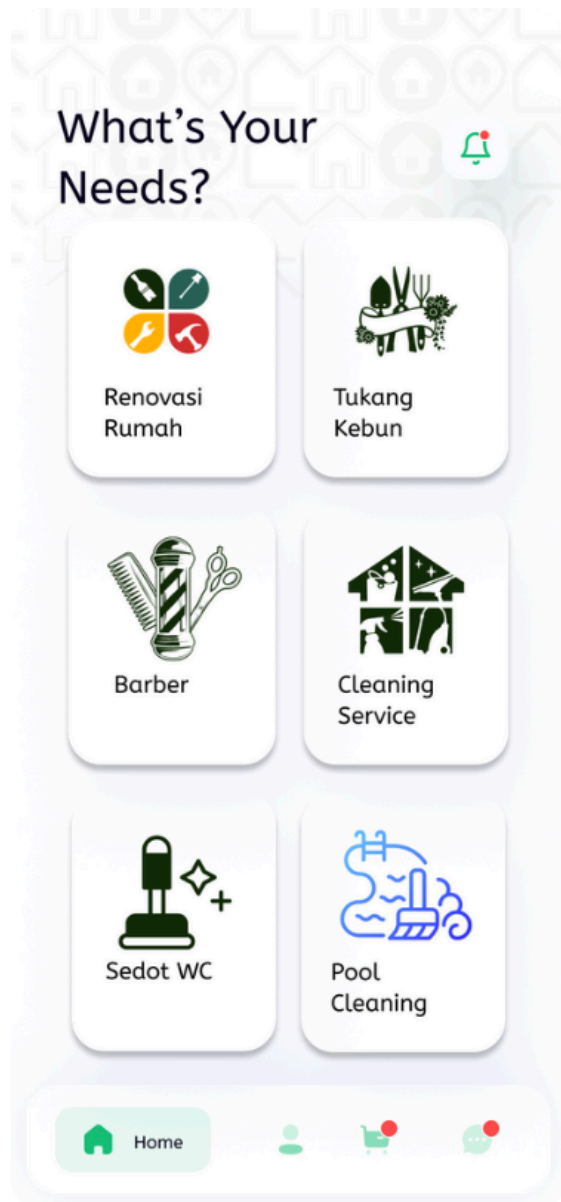 What’s Your
Needs?
Renovasi
Rumah
Tukang
Kebun
Barber
Cleaning
Service
Sedot WC
Pool
Cleaning
Home